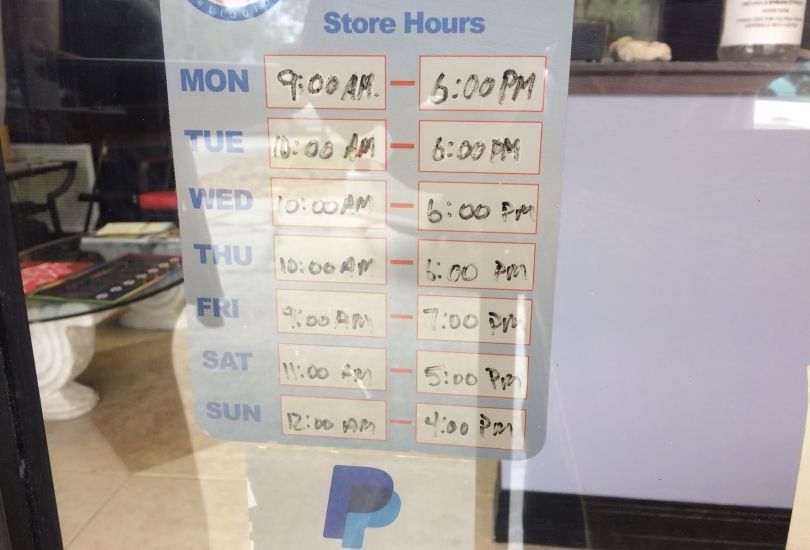 eLIQUID
Store Hours
MON 9:00 AM. - 6:00 PM
TUE 10:00 AM - 6:00 PM
WED 10:00 AM - 6:00 PM
THU 10:00 AM - 6:00 PM
FRI 9:00 AM - 7:00 PM
SAT 11:00 AM - 5:00 PM
SUN 12:00 AM - 4:00 PM